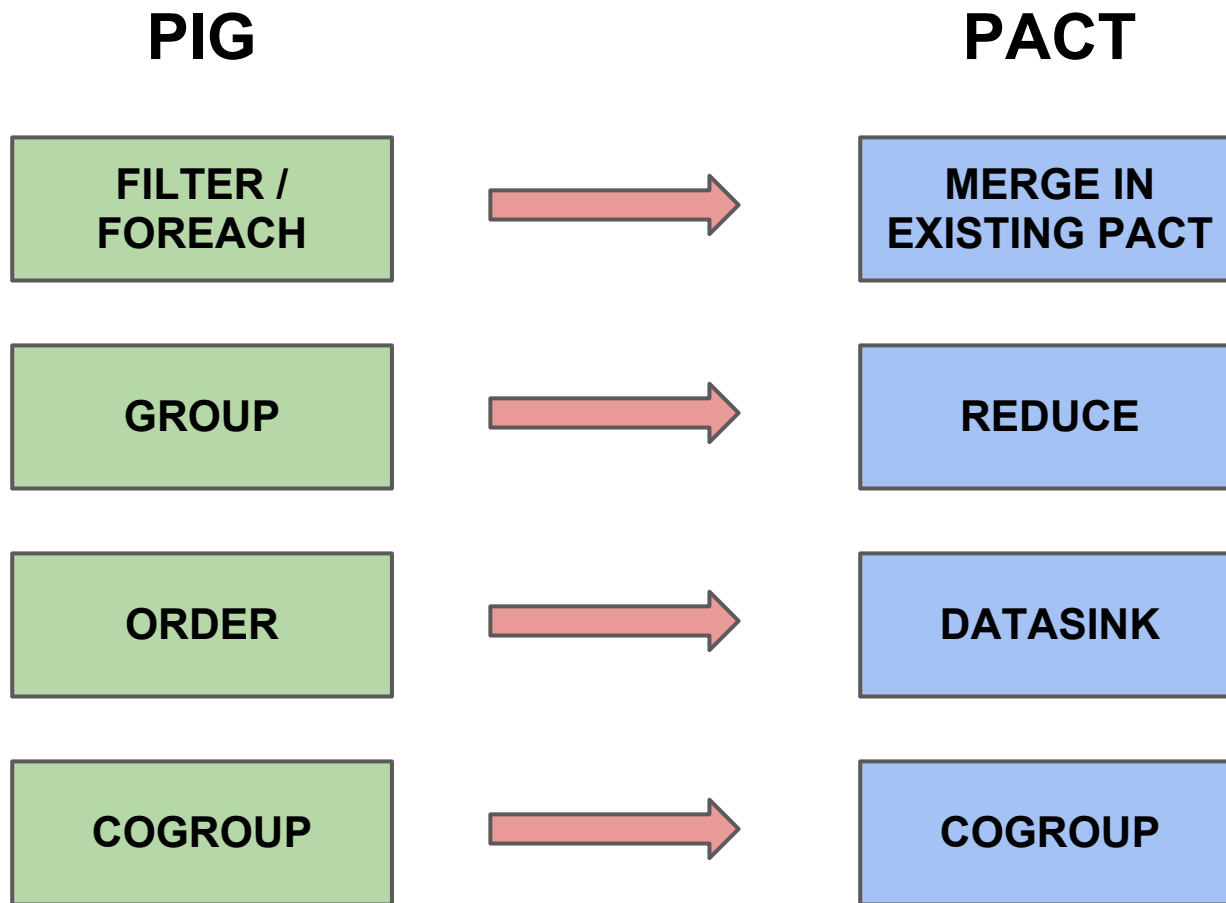 PIG
PACT
FILTER /
FOREACH
MERGE IN
EXISTING PACT
GROUP
REDUCE
ORDER
DATASINK
COGROUP
COGROUP